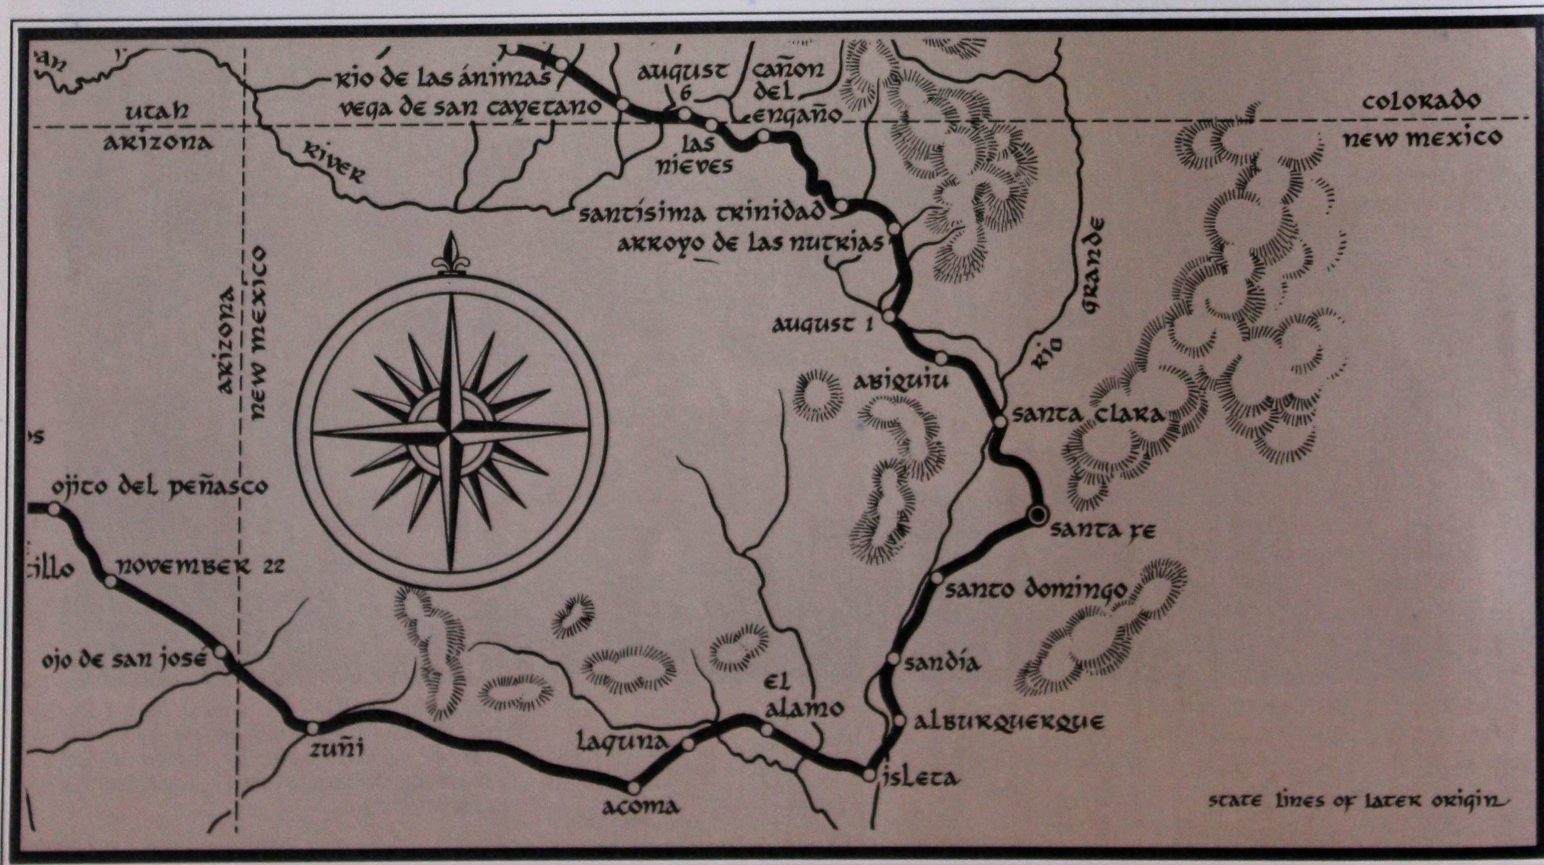 an
utah
arizona
River
Rio de las ánimas
vega de san cayetano
august
6
cañon
del
engaño
las
nieves
colorado
new mexico
santísima trinidad
arroyo de las nutrias
arizona
new mexico
august 1
Rio
grande
abiquiu
santa clara
os
ojito del peñasco
santa fe
cillo
november 22
santo domingo
ojo de san josé
sandía
el
alamo
alburquerque
laguna
zuñi
isleta
acoma
state lines of later origin